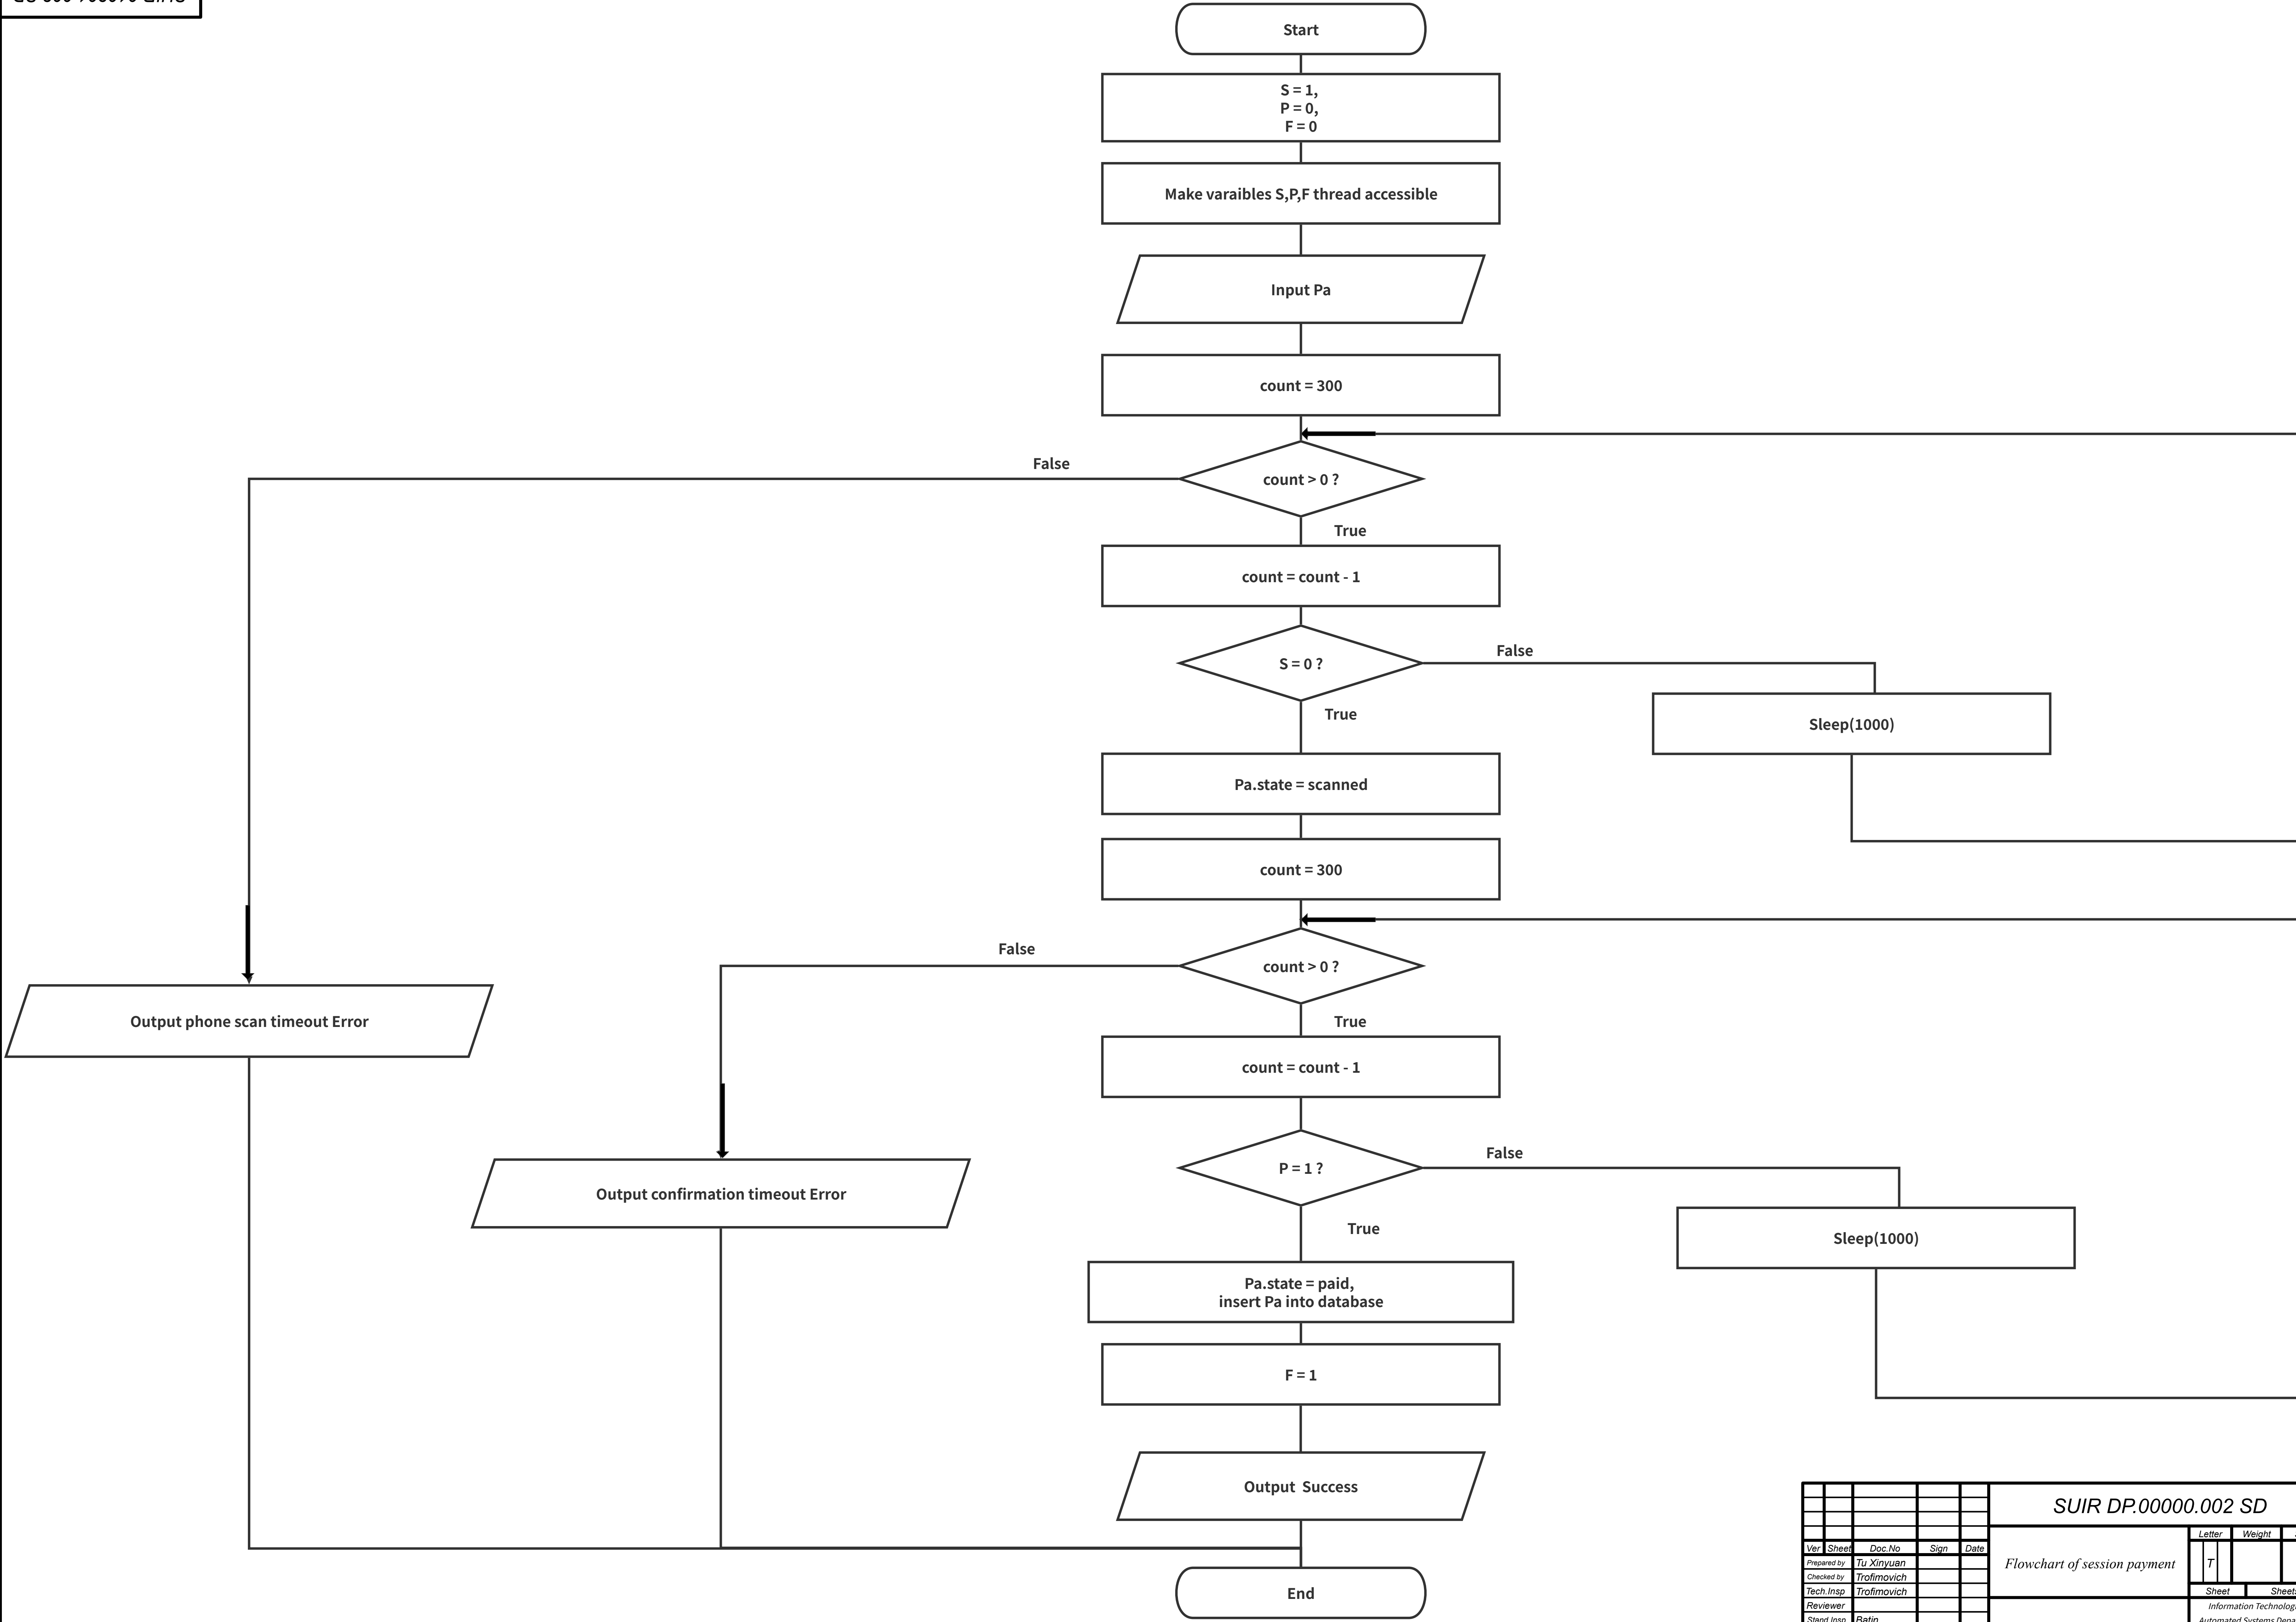 Start
S = 1,
P = 0,
F = 0
Make varaibles S,P,F thread accessible
Input Pa
count = 300
False
count > 0 ?
True
count = count - 1
S = 0 ?
False
True
Sleep(1000)
Pa.state = scanned
count = 300
False
count > 0 ?
Output phone scan timeout Error
True
count = count - 1
P = 1 ?
False
Output confirmation timeout Error
True
Sleep(1000)
Pa.state = paid,
insert Pa into database
F = 1
Output Success
End
SUIR DP.00000.002 SD
Letter Weight
Ver Sheet Doc.No Sign Date
Prepared by Tu Xinyuan
Flowchart of session payment
T
Checked by Trofimovich
Tech.Insp Trofimovich
Sheet Sheets
Reviewer
Information
Stand.Insp Batin
Automated Systems